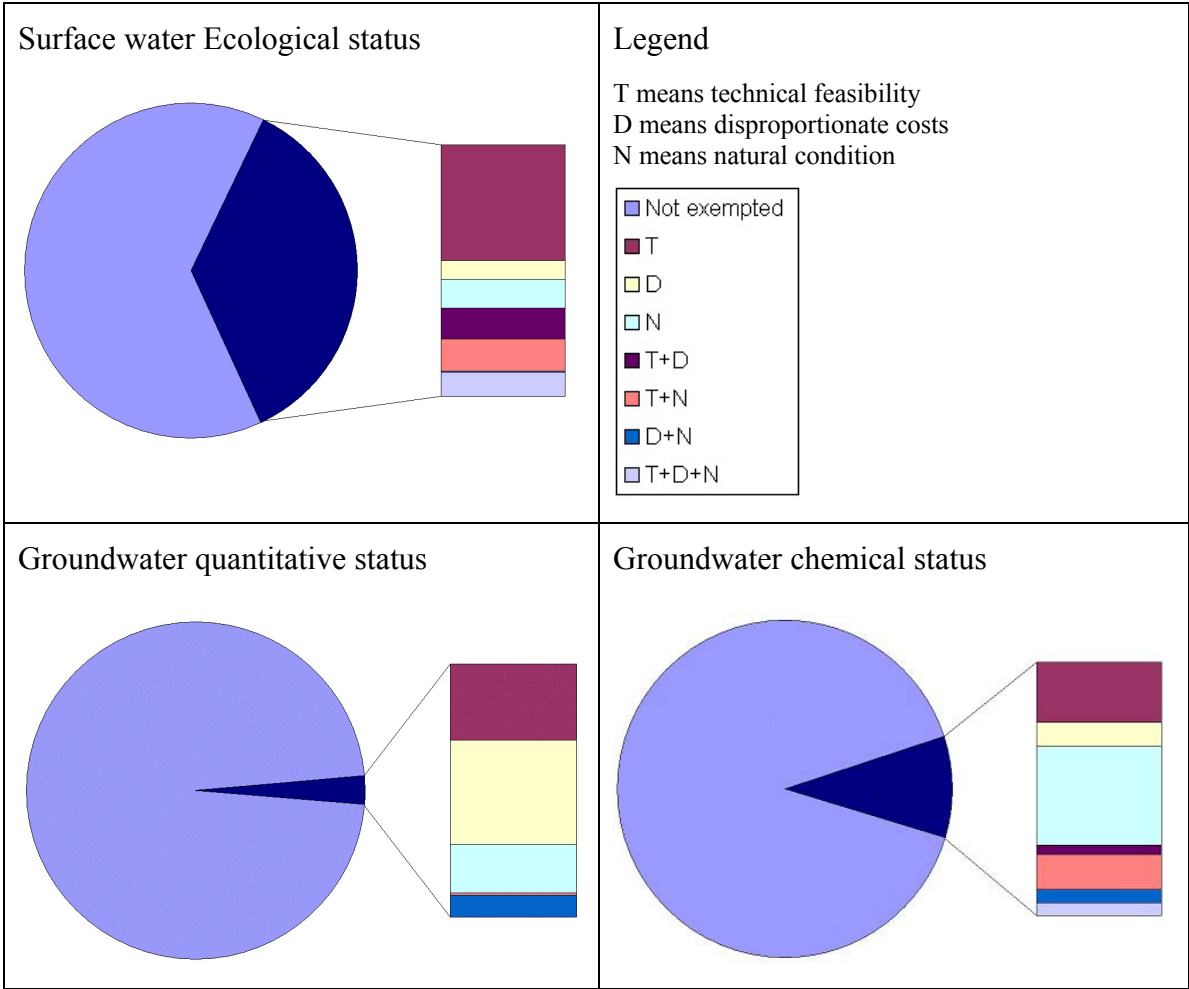 Surface water Ecological status
Legend
T means technical feasibility
D means disproportionate costs
N means natural condition
Not exempted
T
D
N
T+D
T+N
D+N
T+D+N
Groundwater quantitative status
Groundwater chemical status